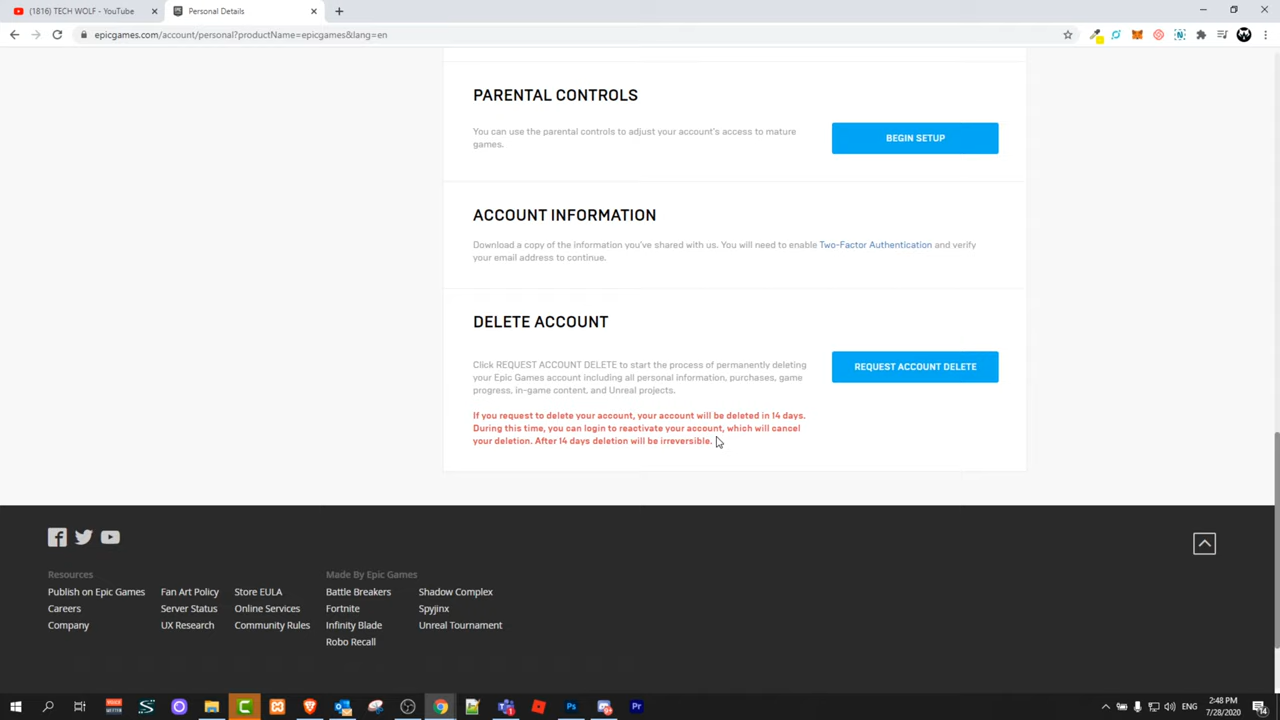 (1816) TECH WOLF - YouTube
Personal Details
epicgames.com/account/personal?productName=epicgames&lang=en
PARENTAL CONTROLS
You can use the parental controls to adjust your account's access to mature
games.
BEGIN SETUP
ACCOUNT INFORMATION
Download a copy of the information you've shared with us. You will need to enable Two-Factor Authentication and verify
your email address to continue.
DELETE ACCOUNT
Click REQUEST ACCOUNT DELETE to start the process of permanently deleting
your Epic Games account including all personal information, purchases, game
progress, in-game content, and Unreal projects.
REQUEST ACCOUNT DELETE
If you request to delete your account, your account will be deleted in 14 days.
During this time, you can login to reactivate your account, which will cancel
your deletion. After 14 days deletion will be irreversible.
Resources
Publish on Epic Games
Careers
Company
Fan Art Policy
Server Status
UX Research
Store EULA
Online Services
Community Rules
Made By Epic Games
Battle Breakers
Fortnite
Infinity Blade
Robo Recall
Shadow Complex
Spyjinx
Unreal Tournament
ENG
2:48 PM
7/28/2020
14